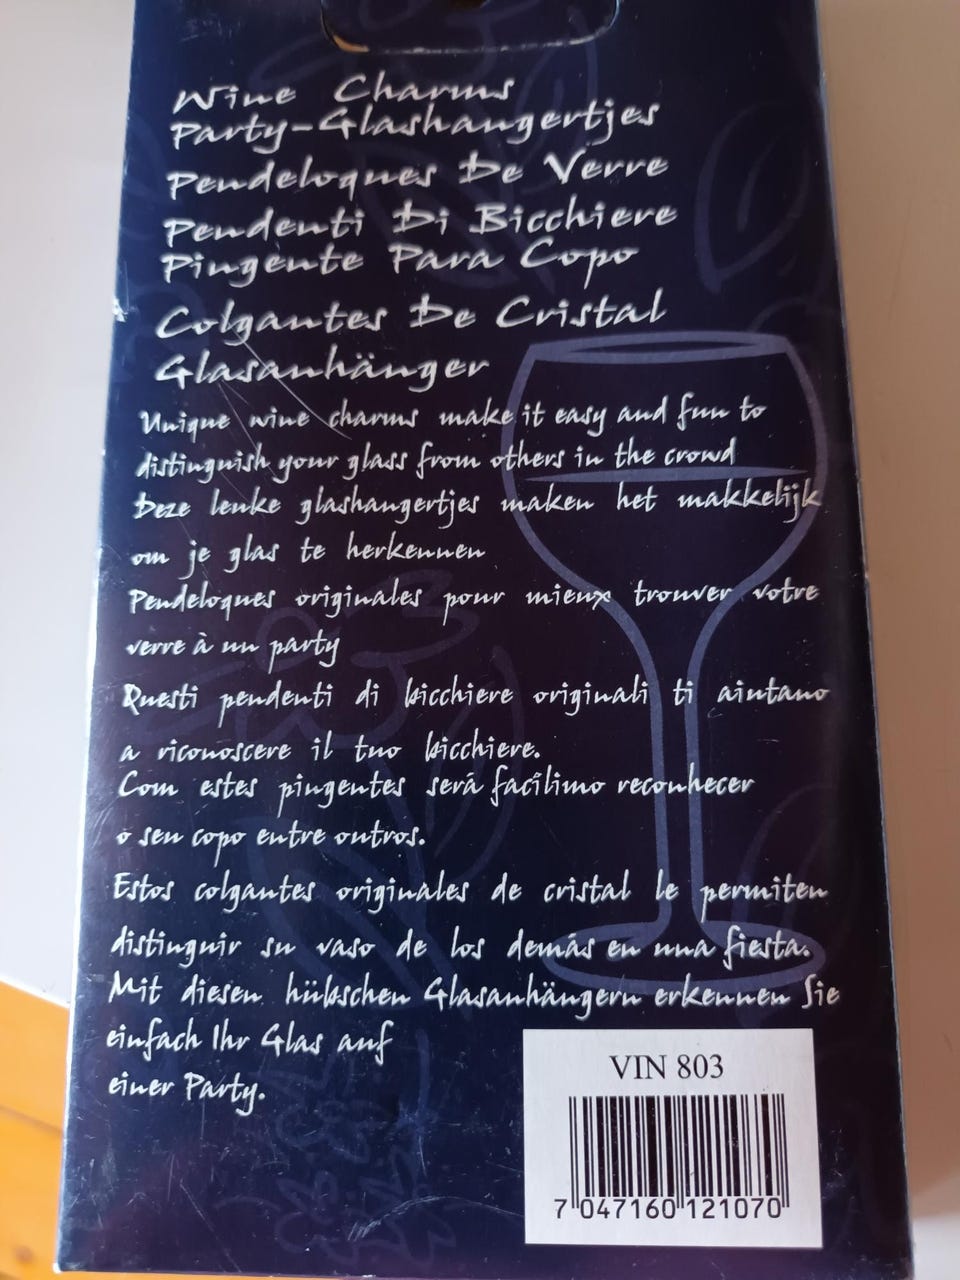 Wine Charms
Party-Glashangertjes
Pendeloques De Verre
Pendenti Di Bicchiere
Pingente Para Copo
Colgantes De Cristal
Glasanhänger
Unique wine charms make it easy and fun to
distinguish your glass from others in the crowd
Deze leuke glashangertjes maken het makkelijk
om je glas te herkennen
Pendeloques originales pour mieux trouver votre
verre à un party
Questi pendenti di bicchiere originali ti aiutano
a riconoscere il tuo bicchiere.
Com estes pingentes será facílimo reconhecer
o seu copo entre outros.
Estos colgantes originales de cristal le permiten
distinguir su vaso de los demás en una fiesta.
Mit diesen hübschen Glasanhängern erkennen Sie
einfach Ihr Glas auf
einer Party.
VIN 803
7 047160 121070